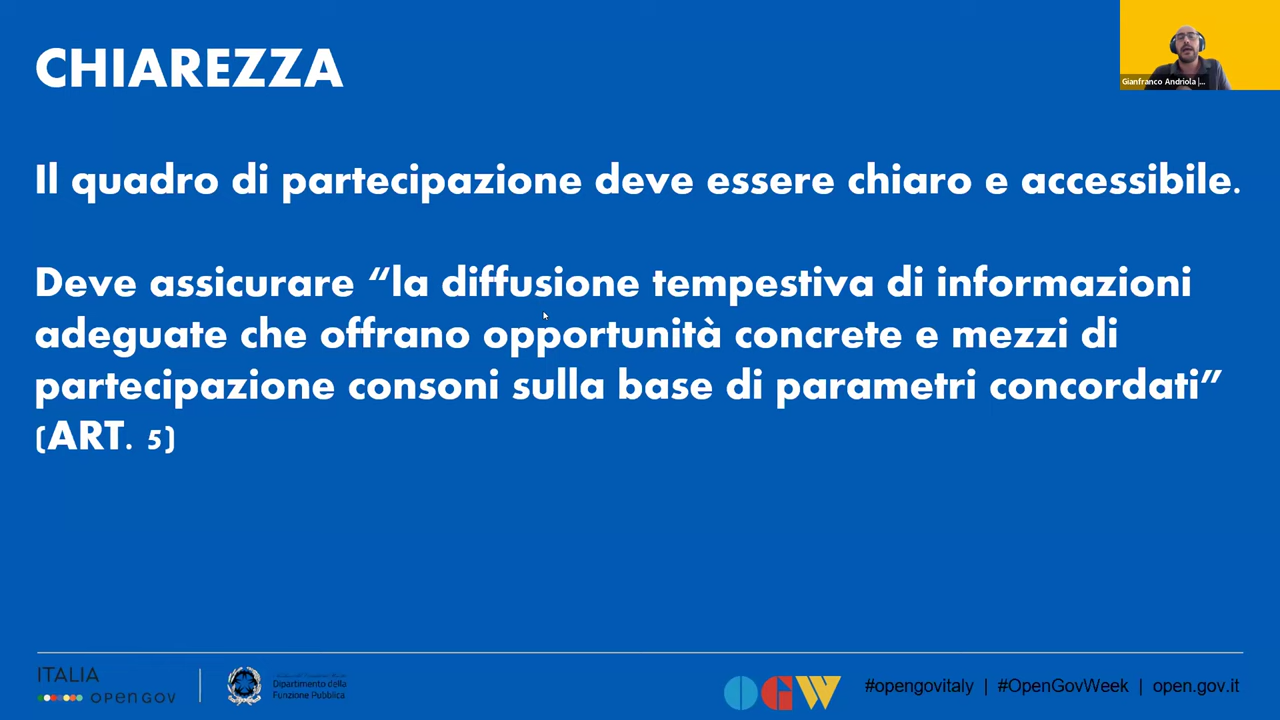 CHIAREZZA
Gianfranco Andriola |...
Il quadro di partecipazione deve essere chiaro e accessibile.
Deve assicurare “la diffusione tempestiva di informazioni
adeguate che offrano opportunità concrete e mezzi di
partecipazione consoni sulla base di parametri concordati”
(ART. 5)
ITALIA
open gov
Dipartimento della
Funzione Pubblica
OGW
#opengovitaly | #OpenGovWeek | open.gov.it